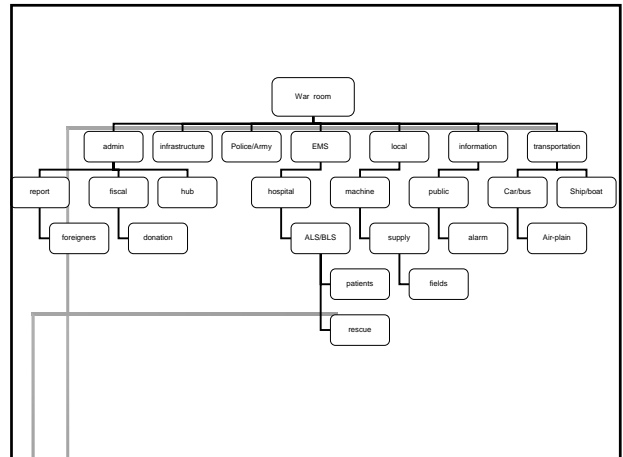 War room
admin
infrastructure
Police/Army
EMS
local
information
transportation
report
fiscal
hub
hospital
machine
public
Car/bus
Ship/boat
foreigners
donation
ALS/BLS
supply
alarm
Air-plain
patients
fields
rescue